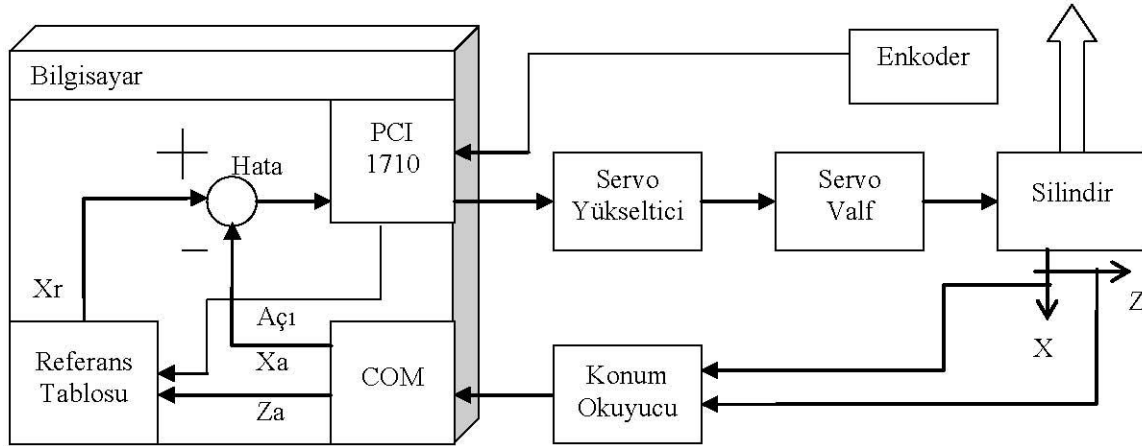 Bilgisayar
Enkoder
PCI
1710
+
Hata
Servo
Yükseltici
Servo
Valf
Silindir
−
Xr
Açı
Xa
Za
Referans
Tablosu
COM
Konum
Okuyucu
Z
X